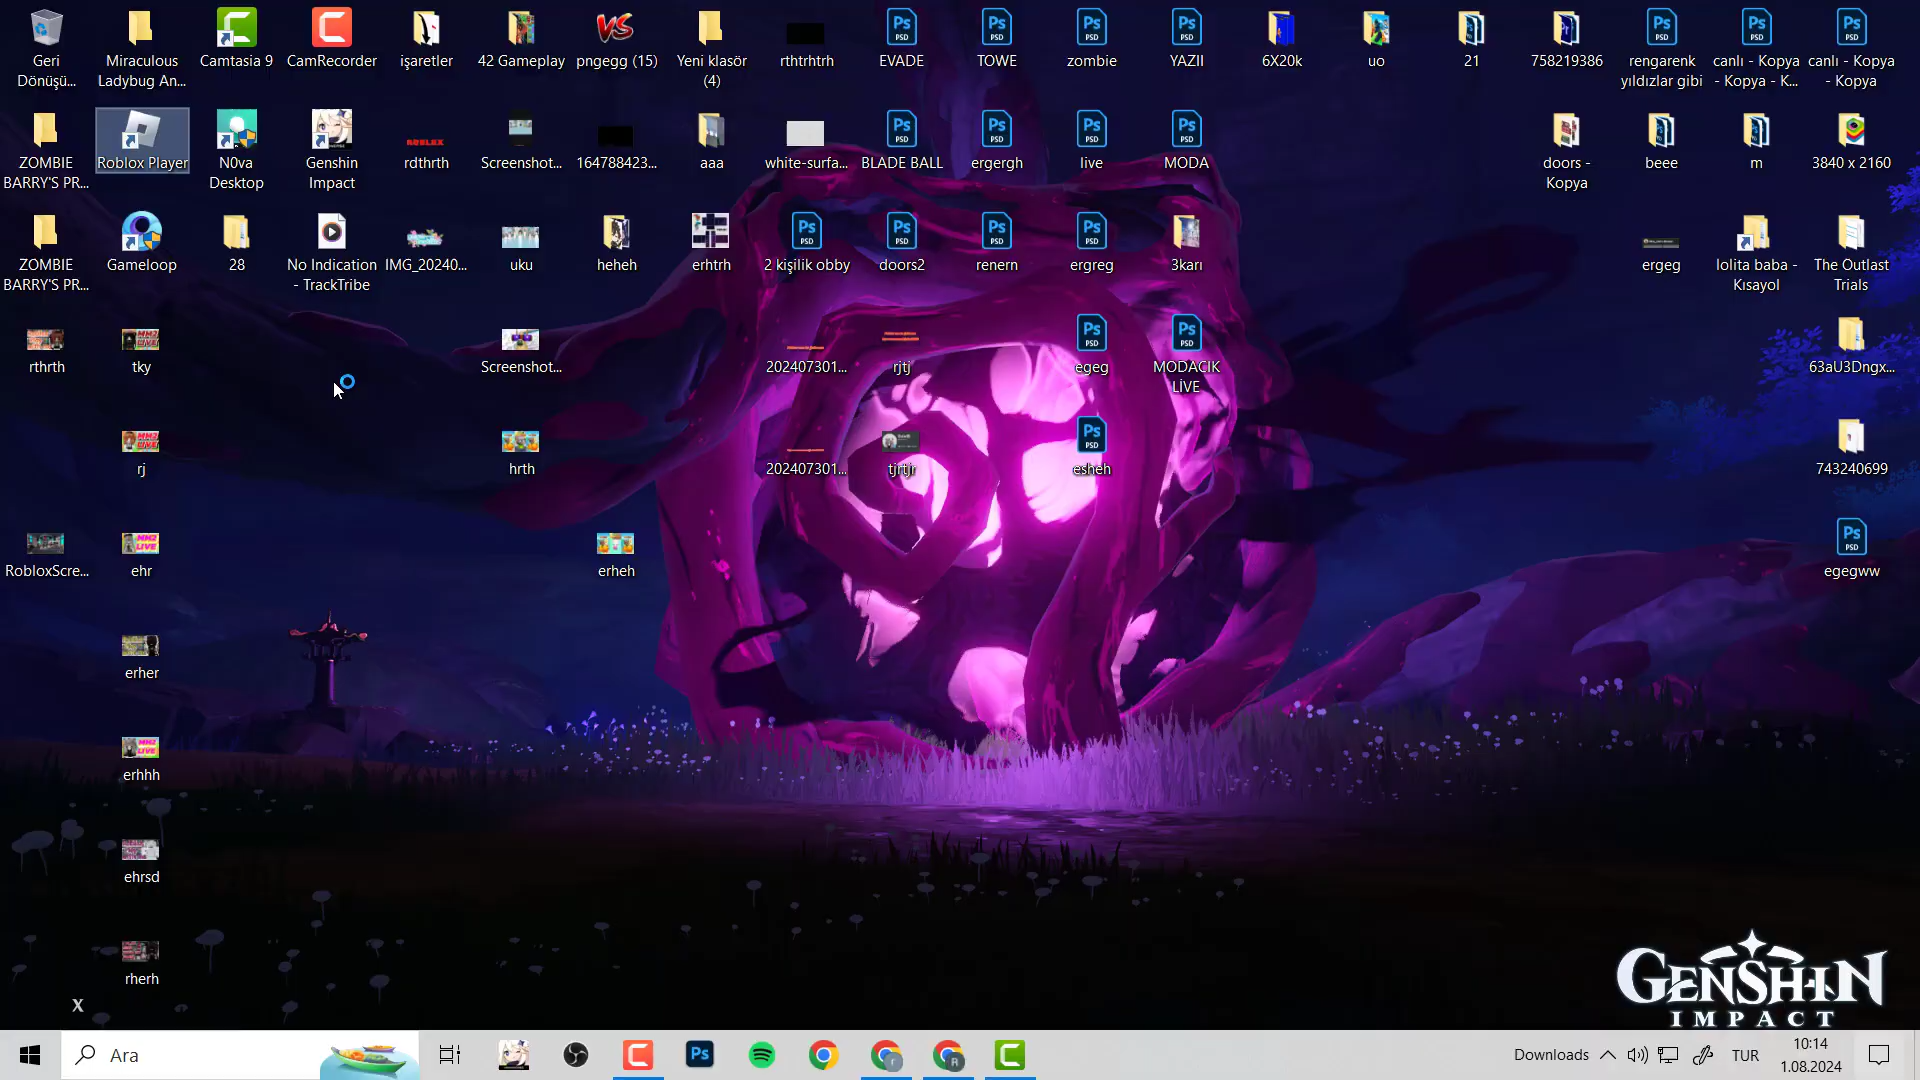 Geri
Dönüşü...
Miraculous
Ladybug An...
Camtasia 9
CamRecorder
işaretler
42 Gameplay
pngegg (15)
Yeni klasör
(4)
rthtrhtrh
EVADE
TOWE
zombie
YAZII
6X20k
uo
21
758219386
rengarenk
yıldızlar gibi
canlı - Kopya
- Kopya - K...
canlı - Kopya
- Kopya
ZOMBIE
BARRY'S PR...
Roblox Player
N0va
Desktop
Genshin
Impact
rdthrth
Screenshot...
164788423...
aaa
white-surfa...
BLADE BALL
ergergh
live
MODA
doors -
Kopya
beee
m
3840 x 2160
ZOMBIE
BARRY'S PR...
Gameloop
28
No Indication
- TrackTribe
IMG_20240...
uku
heheh
erhtrh
2 kişilik obby
doors2
renern
ergreg
3karı
ergeg
lolita baba -
Kısayol
The Outlast
Trials
rthrth
tky
Screenshot...
202407301...
rjtj
egeg
MODACIK
LİVE
63aU3Dngx...
rj
hrth
202407301...
tjrtjr
esheh
743240699
RobloxScre...
ehr
erheh
egegww
erher
erhhh
ehrsd
rherh
X
GENSHIN
IMPACT
Ara
Downloads
TUR
10:14
1.08.2024